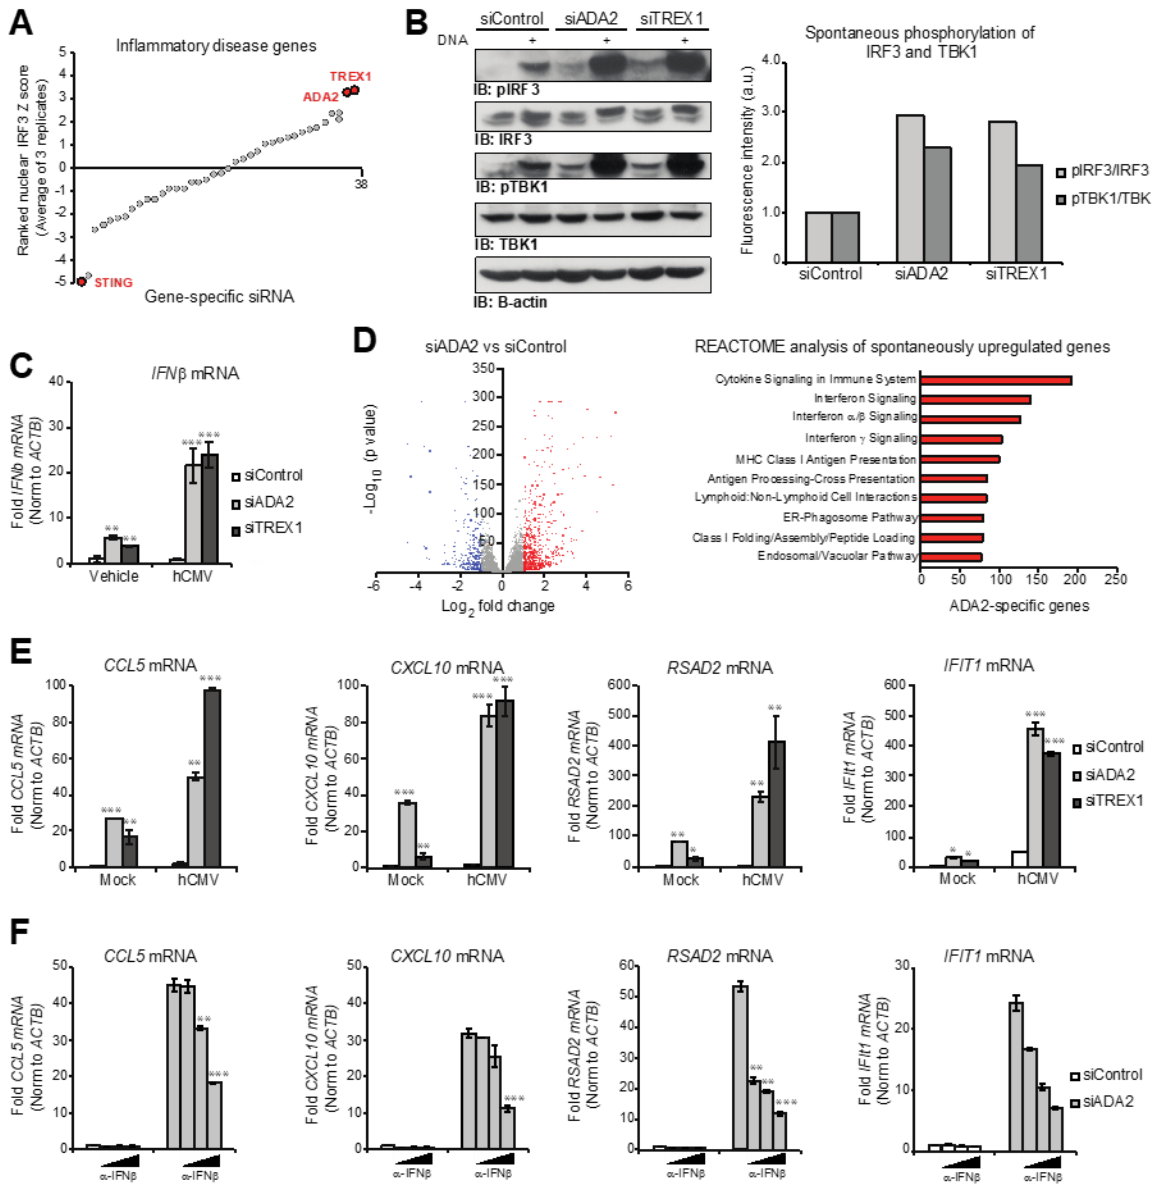 A
Inflammatory disease genes
Ranked nuclear IRF3 Z score
(Average of 3 replicates)
5
4
3
2
1
0
-1
-2
-3
-4
-5
TREX1
ADA2
38
STING
Gene-specific siRNA
B
siControl siADA2 siTREX1
DNA + + +
IB: pIRF3
IB: IRF3
IB: pTBK1
IB: TBK1
IB: B-actin
Spontaneous phosphorylation of
IRF3 and TBK1
Fluorescence intensity (a.u.)
4.0
3.0
2.0
1.0
siControl siADA2 siTREX1
pIRF3/IRF3
pTBK1/TBK
C
IFNβ mRNA
Fold IFNb mRNA
(Norm to ACTB)
40
30
20
10
0
** ** *** ***
Vehicle hCMV
siControl
siADA2
siTREX1
D
siADA2 vs siControl
-Log10 (p value)
350
300
250
200
150
100
50
-6 -4 -2 0 2 4 6
Log2 fold change
REACTOME analysis of spontaneously upregulated genes
Cytokine Signaling in Immune System
Interferon Signaling
Interferon α/β Signaling
Interferon γ Signaling
MHC Class I Antigen Presentation
Antigen Processing-Cross Presentation
Lymphoid:Non-Lymphoid Cell Interactions
ER-Phagosome Pathway
Class I Folding/Assembly/Peptide Loading
Endosomal/Vacuolar Pathway
0 50 100 150 200 250
ADA2-specific genes
E
CCL5 mRNA
Fold CCL5 mRNA
(Norm to ACTB)
100
80
60
40
20
0
*** ** ** ***
Mock hCMV
CXCL10 mRNA
Fold CXCL10 mRNA
(Norm to ACTB)
100
80
60
40
20
0
*** ** *** ***
Mock hCMV
RSAD2 mRNA
Fold RSAD2 mRNA
(Norm to ACTB)
600
500
400
300
200
100
0
** * ** **
Mock hCMV
IFIT1 mRNA
Fold IFIt1 mRNA
(Norm to ACTB)
600
500
400
300
200
100
0
* * *** ***
Mock hCMV
siControl
siADA2
siTREX1
F
CCL5 mRNA
Fold CCL5 mRNA
(Norm to ACTB)
50
40
30
20
10
0
** ***
α-IFNβ α-IFNβ
CXCL10 mRNA
Fold CXCL10 mRNA
(Norm to ACTB)
50
40
30
20
10
0
***
α-IFNβ α-IFNβ
RSAD2 mRNA
Fold RSAD2 mRNA
(Norm to ACTB)
60
50
40
30
20
10
0
** ** ***
α-IFNβ α-IFNβ
IFIT1 mRNA
Fold IFIt1 mRNA
(Norm to ACTB)
30
20
10
0
α-IFNβ α-IFNβ
siControl
siADA2